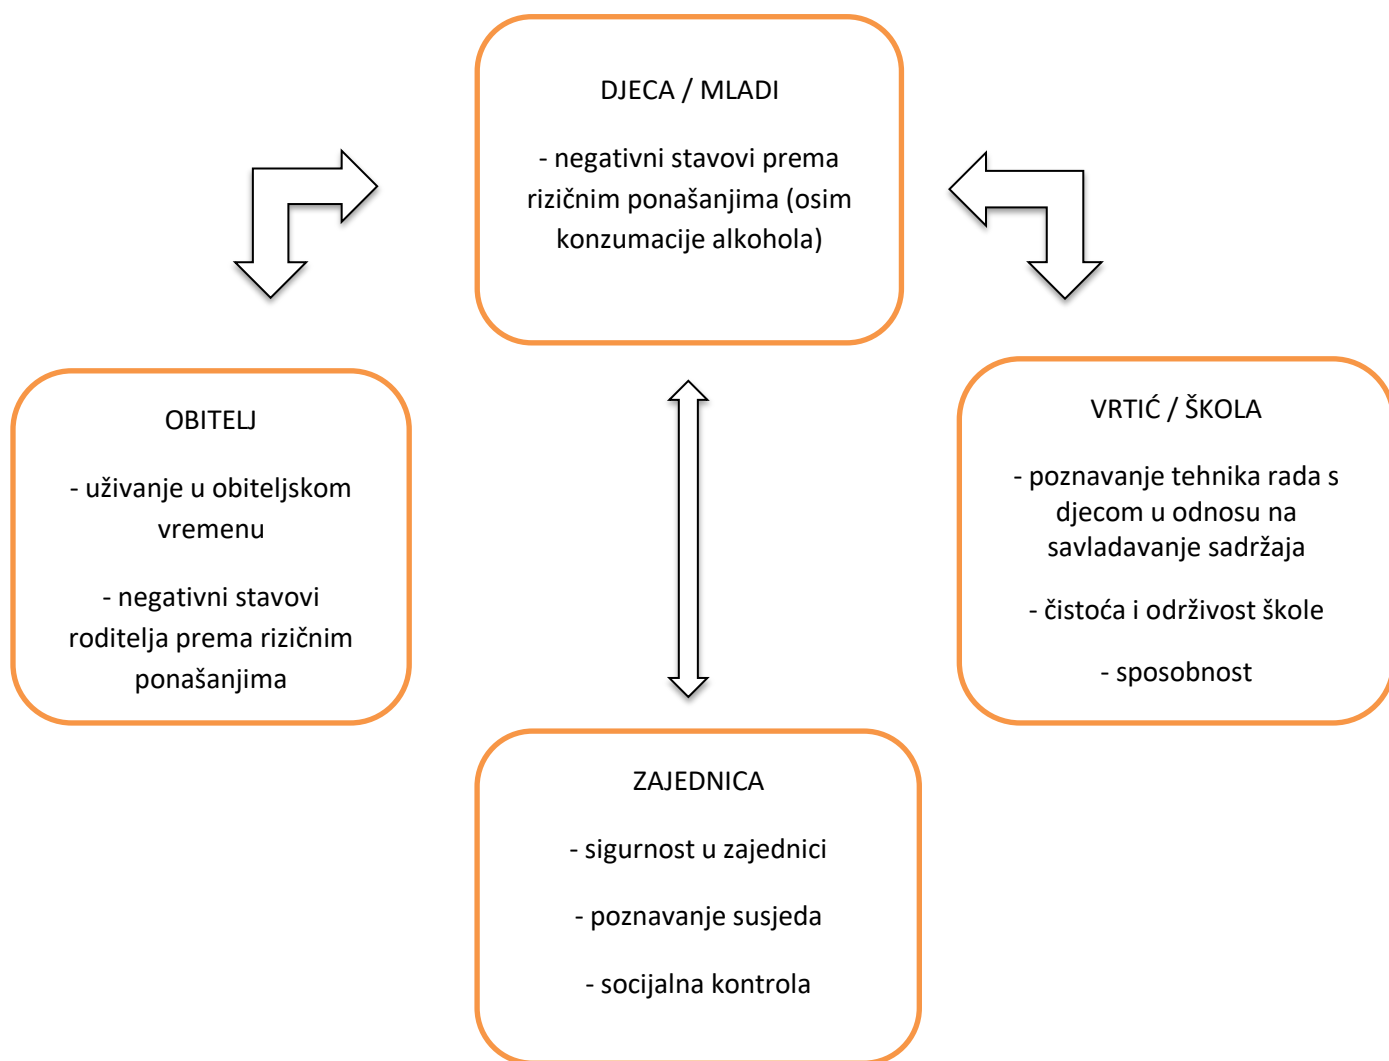 DJECA / MLADI
- negativni stavovi prema
rizičnim ponašanjima (osim
konzumacije alkohola)
OBITELJ
- uživanje u obiteljskom
vremenu
- negativni stavovi
roditelja prema rizičnim
ponašanjima
VRTIĆ / ŠKOLA
- poznavanje tehnika rada s
djecom u odnosu na
savladavanje sadržaja
- čistoća i održivost škole
- sposobnost
ZAJEDNICA
- sigurnost u zajednici
- poznavanje susjeda
- socijalna kontrola